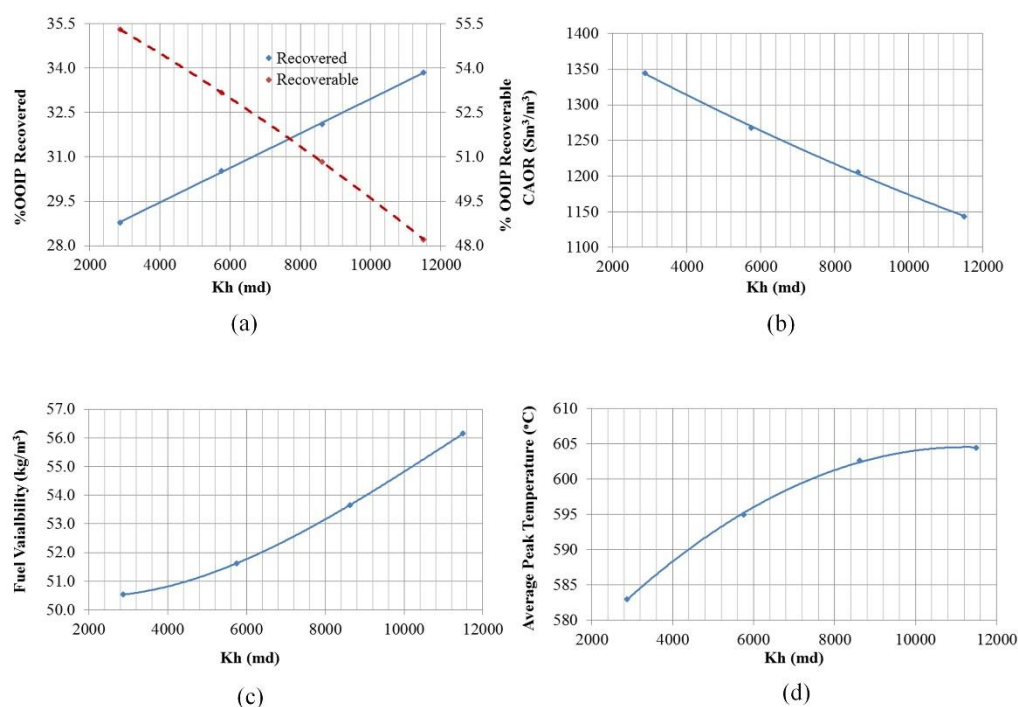 35.5
34.0
32.5
31.0
29.5
28.0
%OOIP Recovered
Recovered
Recoverable
55.5
54.0
52.5
51.0
49.5
48.0
% OOIP Recoverable
2000 4000 6000 8000 10000 12000
Kh (md)
(a)
1400
1350
1300
1250
1200
1150
1100
CAOR (Sm³/m³)
2000 4000 6000 8000 10000 12000
Kh (md)
(b)
57.0
56.0
55.0
54.0
53.0
52.0
51.0
50.0
Fuel Vaialbility (kg/m³)
2000 4000 6000 8000 10000 12000
Kh (md)
(c)
610
605
600
595
590
585
580
Average Peak Temperature (°C)
2000 4000 6000 8000 10000 12000
Kh (md)
(d)